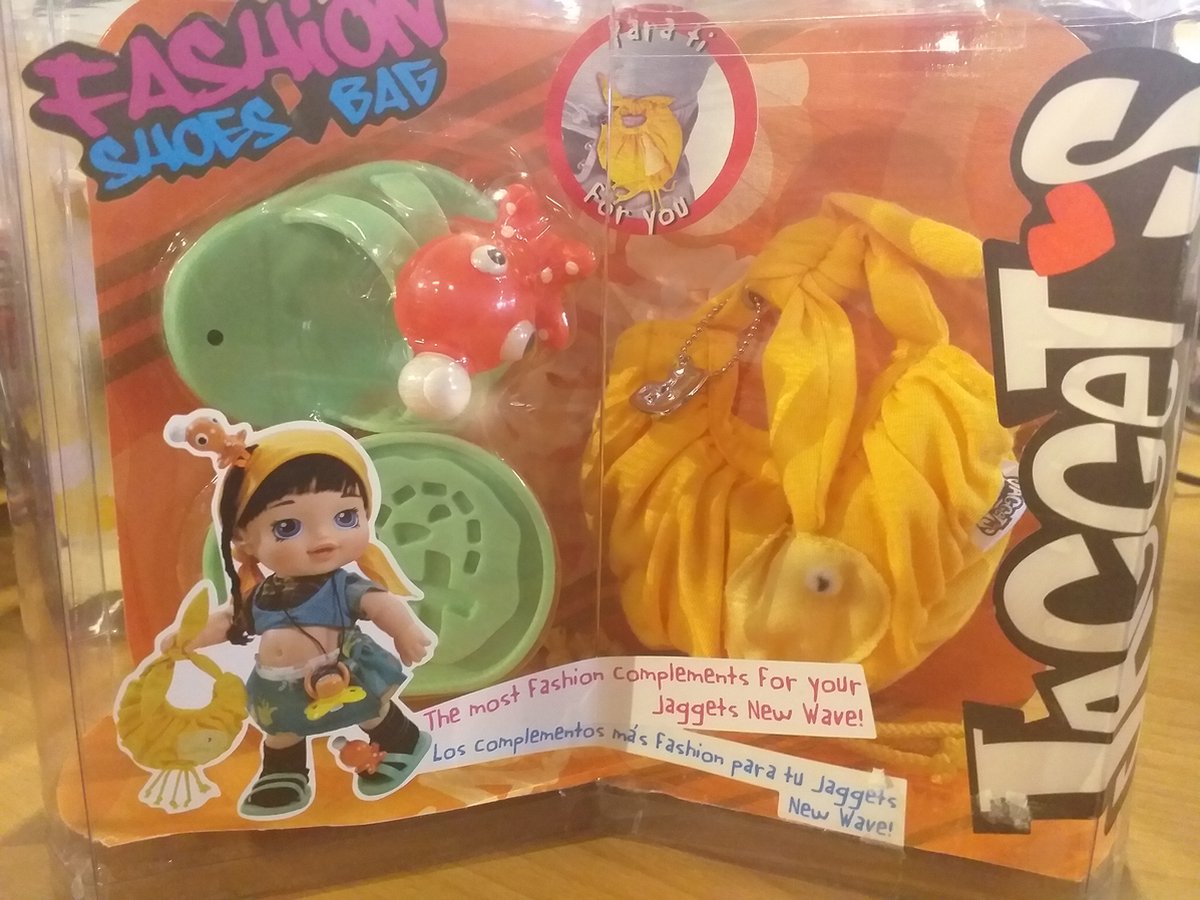 FASHION
SHOES BAG
Para ti
For you
JAGGET'S
The most Fashion complements For your
Jaggets New Wave!
Los complementos más Fashion para tu Jaggets
New Wave!